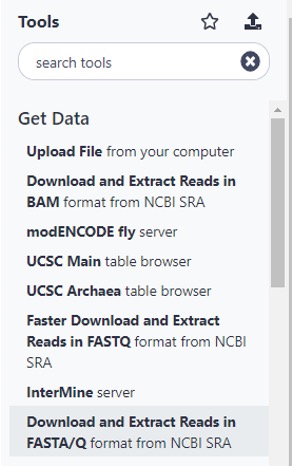 Tools
search tools
Get Data
Upload File from your computer
Download and Extract Reads in
BAM format from NCBI SRA
modENCODE fly server
UCSC Main table browser
UCSC Archaea table browser
Faster Download and Extract
Reads in FASTQ format from NCBI
SRA
InterMine server
Download and Extract Reads in
FASTA/Q format from NCBI SRA